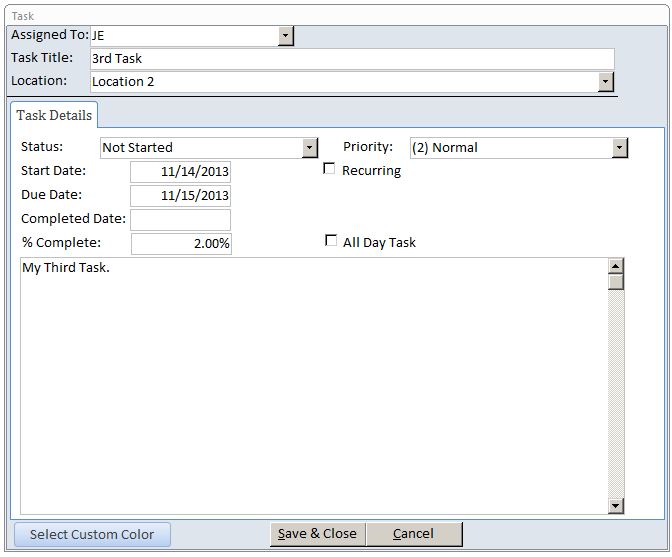 Task
Assigned To: JE
Task Title: 3rd Task
Location: Location 2
Task Details
Status: Not Started Priority: (2) Normal
Start Date: 11/14/2013 Recurring
Due Date: 11/15/2013
Completed Date:
% Complete: 2.00% All Day Task
My Third Task.
Select Custom Color Save & Close Cancel